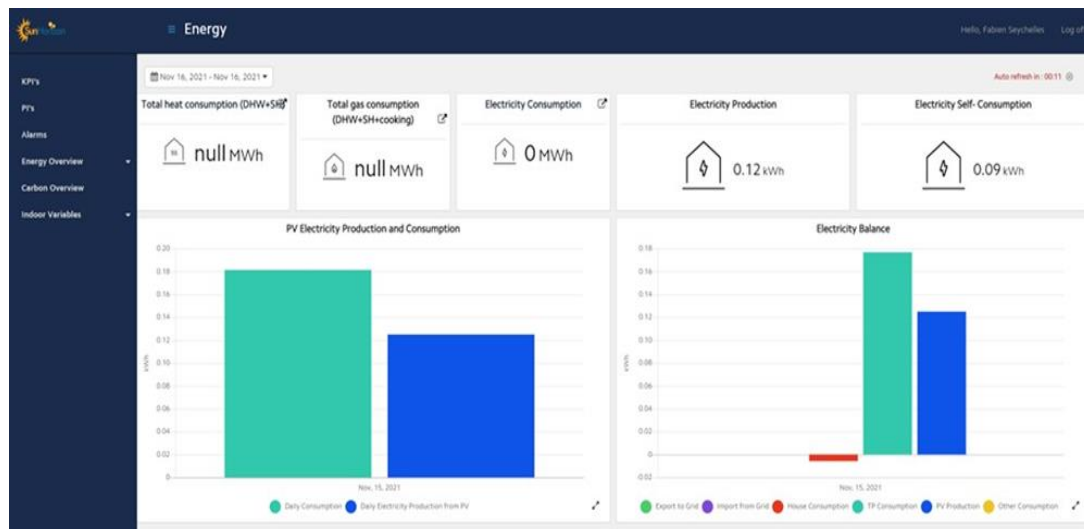 Sun Horizon
Energy
Hello, Fabien Seychelles
Log of
KPI's
PI's
Alarms
Energy Overview
Carbon Overview
Indoor Variables
Nov 16, 2021 - Nov 16, 2021
Auto refresh in : 00:11
Total heat consumption (DHW+SH)
null MWh
Total gas consumption
(DHW+SH+cooking)
null MWh
Electricity Consumption
0 MWh
Electricity Production
0.12 kWh
Electricity Self- Consumption
0.09 kWh
PV Electricity Production and Consumption
0.20
0.18
0.16
0.14
0.12
0.10
0.08
0.06
0.04
0.02
0
kWh
Nov, 15, 2021
Daily Consumption
Daily Electricity Production from PV
Electricity Balance
0.18
0.16
0.14
0.12
0.10
0.08
0.06
0.04
0.02
0
0.02
kWh
Nov, 15, 2021
Export to Grid
Import from Grid
House Consumption
TP Consumption
PV Production
Other Consumption